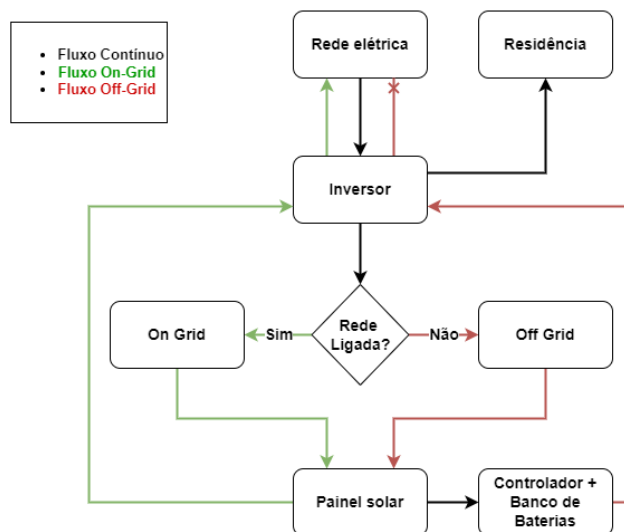 Fluxo Contínuo
Fluxo On-Grid
Fluxo Off-Grid
Rede elétrica
Residência
Inversor
On Grid
Sim
Rede
Ligada?
Não
Off Grid
Painel solar
Controlador +
Banco de
Baterias